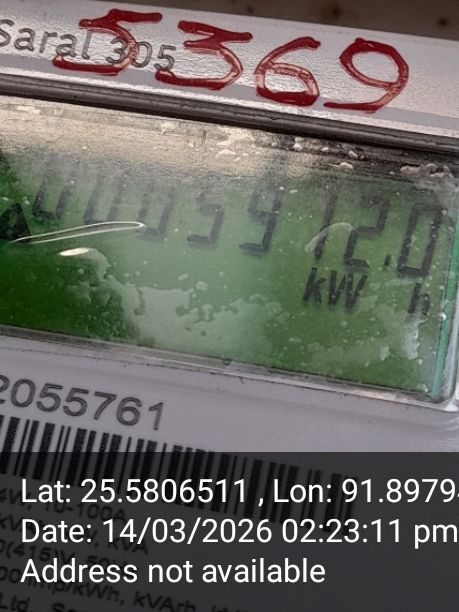 Saral 305
5369
0005912.0
kW h
2055761
Lat: 25.5806511 , Lon: 91.8979
Date: 14/03/2026 02:23:11 pm
Address not available